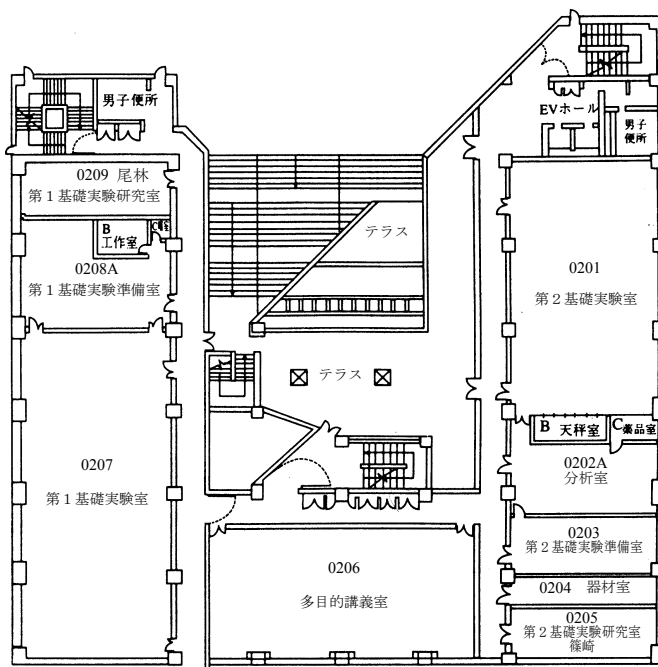 男子便所
EVホール
男子
便所
0209 尾林
第１基礎実験研究室
B
工作室
C
0208A
第１基礎実験準備室
テラス
0201
第２基礎実験室
テラス
B 天秤室
C薬品室
0202A
分析室
0207
第１基礎実験室
0203
第２基礎実験準備室
0206
多目的講義室
0204 器材室
0205
第２基礎実験研究室
篠崎